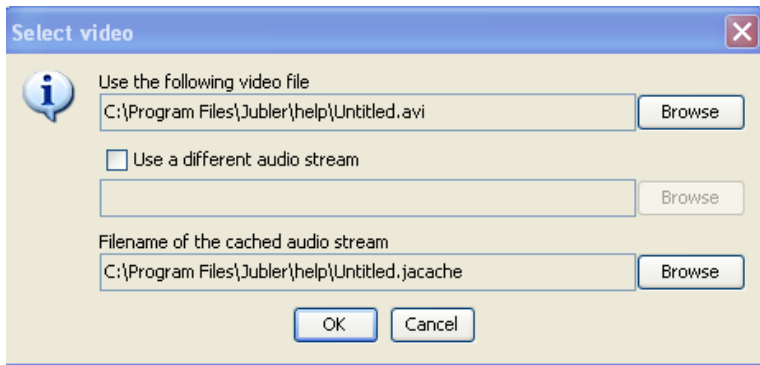 Select video
Use the following video file
C:\Program Files\Jubler\help\Untitled.avi
Browse
Use a different audio stream
Browse
Filename of the cached audio stream
C:\Program Files\Jubler\help\Untitled.jacache
Browse
OK
Cancel